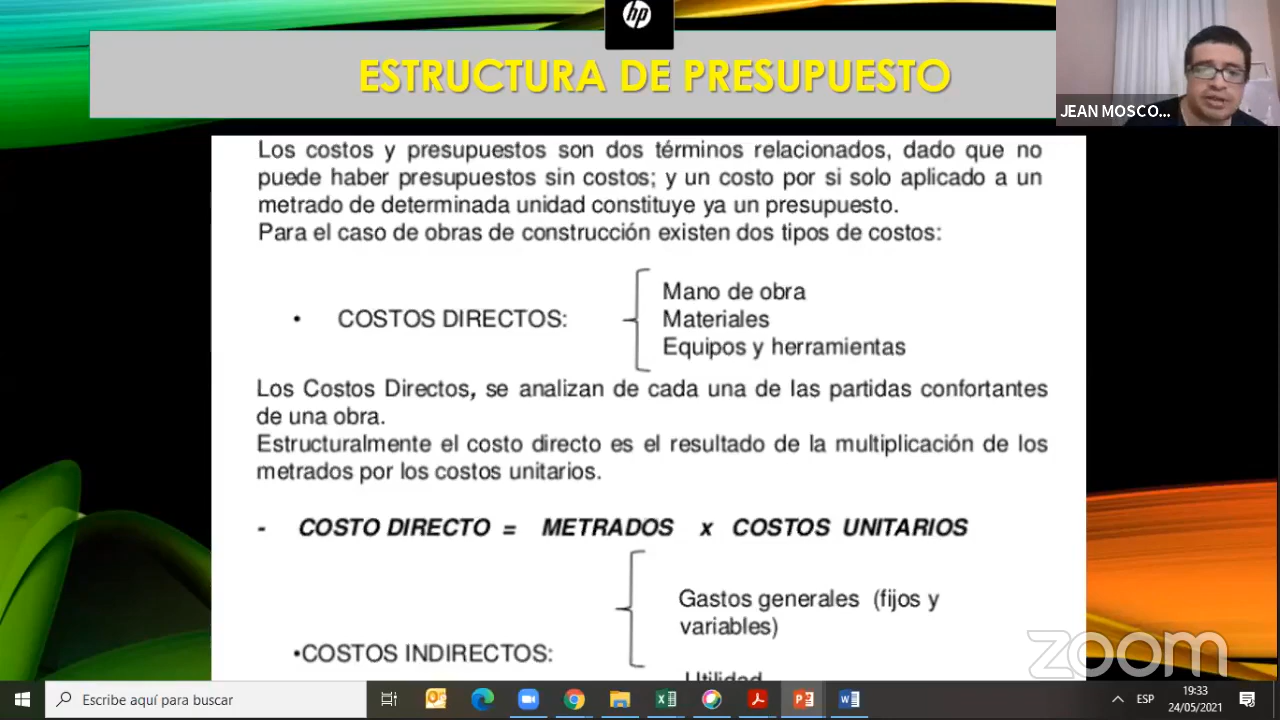 hp
ESTRUCTURA DE PRESUPUESTO
JEAN MOSCO...
Los costos y presupuestos son dos términos relacionados, dado que no
puede haber presupuestos sin costos; y un costo por si solo aplicado a un
metrado de determinada unidad constituye ya un presupuesto.
Para el caso de obras de construcción existen dos tipos de costos:
• COSTOS DIRECTOS:
Mano de obra
Materiales
Equipos y herramientas
Los Costos Directos, se analizan de cada una de las partidas confortantes
de una obra.
Estructuralmente el costo directo es el resultado de la multiplicación de los
metrados por los costos unitarios.
- COSTO DIRECTO = METRADOS x COSTOS UNITARIOS
Gastos generales (fijos y
variables)
•COSTOS INDIRECTOS:
Utilidad
zoom
Escribe aquí para buscar
ESP
19:33
24/05/2021